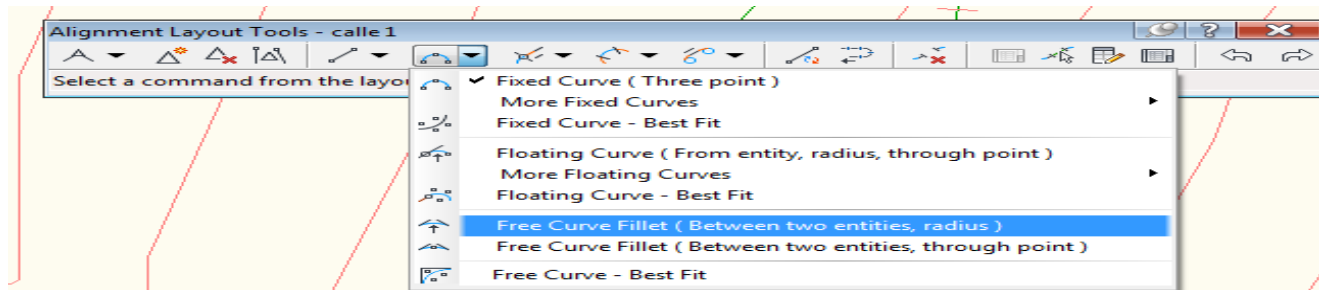 Alignment Layout Tools - calle 1
Select a command from the layo
Fixed Curve ( Three point )
More Fixed Curves
Fixed Curve - Best Fit
Floating Curve ( From entity, radius, through point )
More Floating Curves
Floating Curve - Best Fit
Free Curve Fillet ( Between two entities, radius )
Free Curve Fillet ( Between two entities, through point )
Free Curve - Best Fit